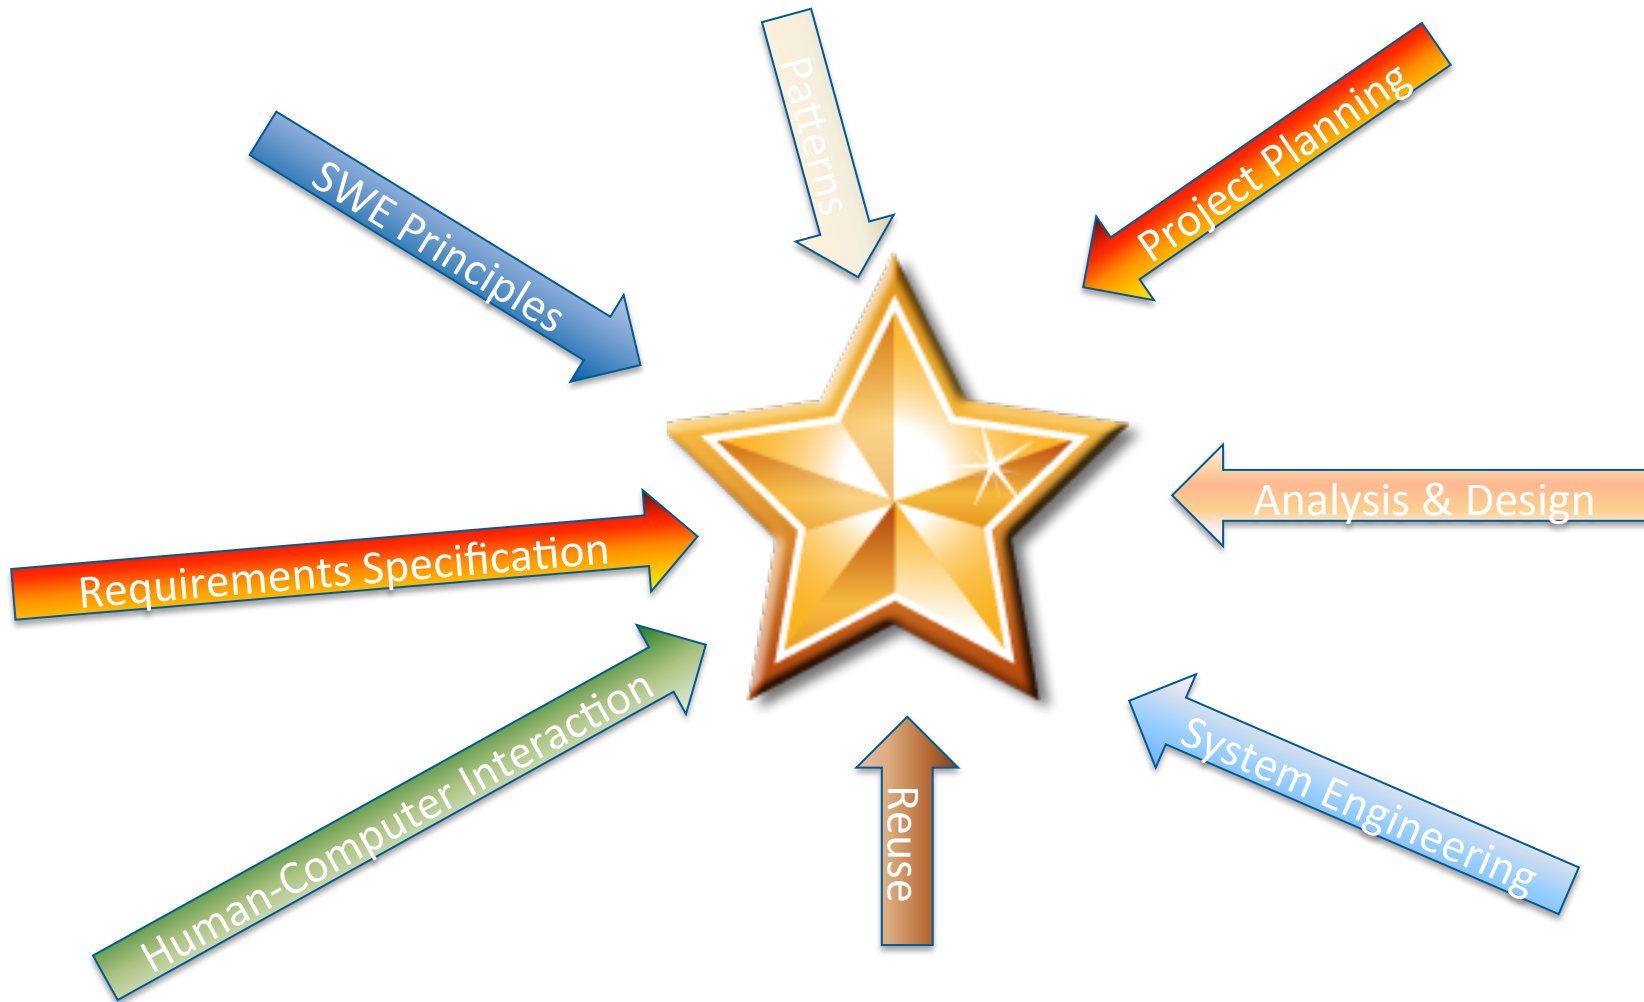 Patterns
Project Planning
SWE Principles
Analysis & Design
Requirements Specification
Human-Computer Interaction
System Engineering
Reuse